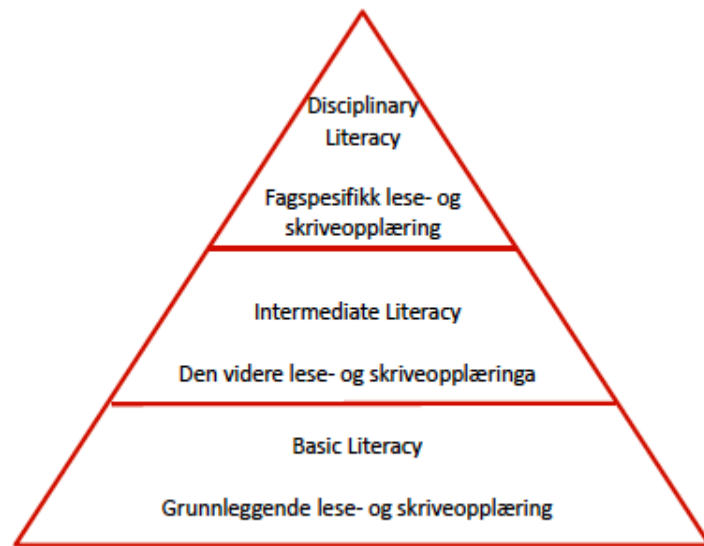 Disciplinary
Literacy
Fagspesifikk lese- og
skriveopplæring
Intermediate Literacy
Den videre lese- og skriveopplæringa
Basic Literacy
Grunnleggende lese- og skriveopplæring